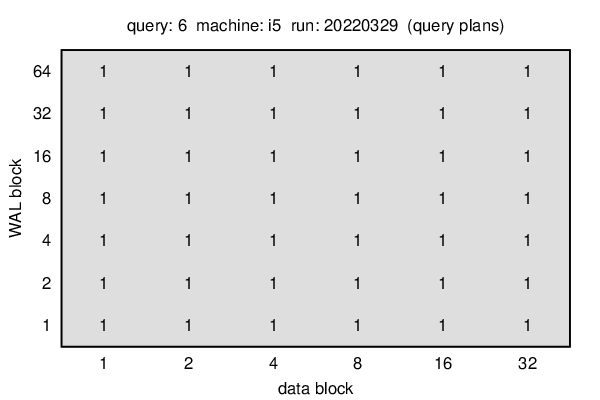 query: 6 machine: i5 run: 20220329 (query plans)
64 1 1 1 1 1 1
32 1 1 1 1 1 1
16 1 1 1 1 1 1
8 1 1 1 1 1 1
4 1 1 1 1 1 1
2 1 1 1 1 1 1
1 1 1 1 1 1 1
WAL block
1 2 4 8 16 32
data block